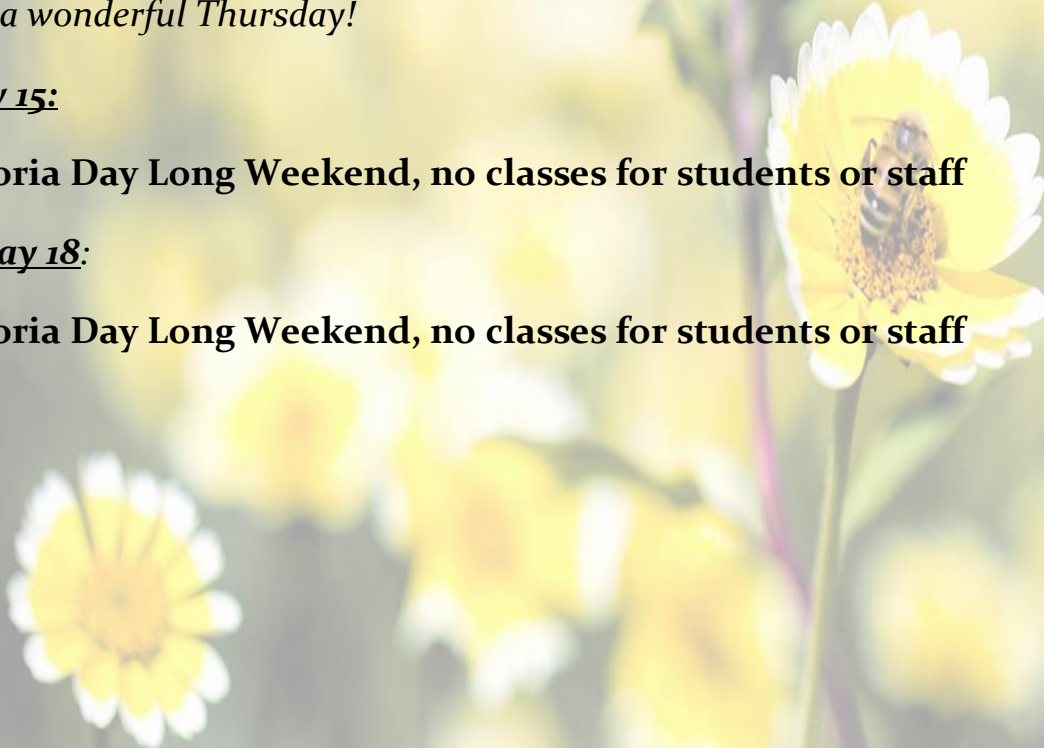 a wonderful Thursday!
y 15:
oria Day Long Weekend, no classes for students or staff
ay 18:
oria Day Long Weekend, no classes for students or staff